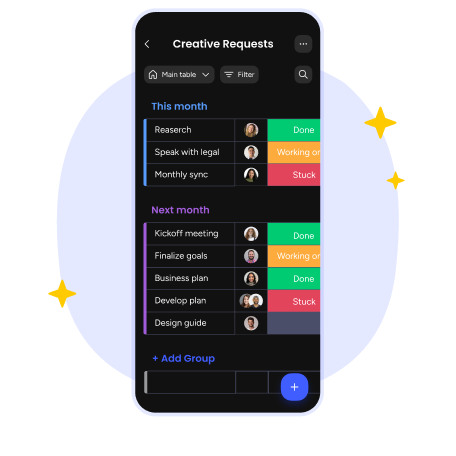 Creative Requests
Main table Filter
This month
Reaserch Done
Speak with legal Working on
Monthly sync Stuck
Next month
Kickoff meeting Done
Finalize goals Working on
Business plan Done
Develop plan Stuck
Design guide
+ Add Group
+